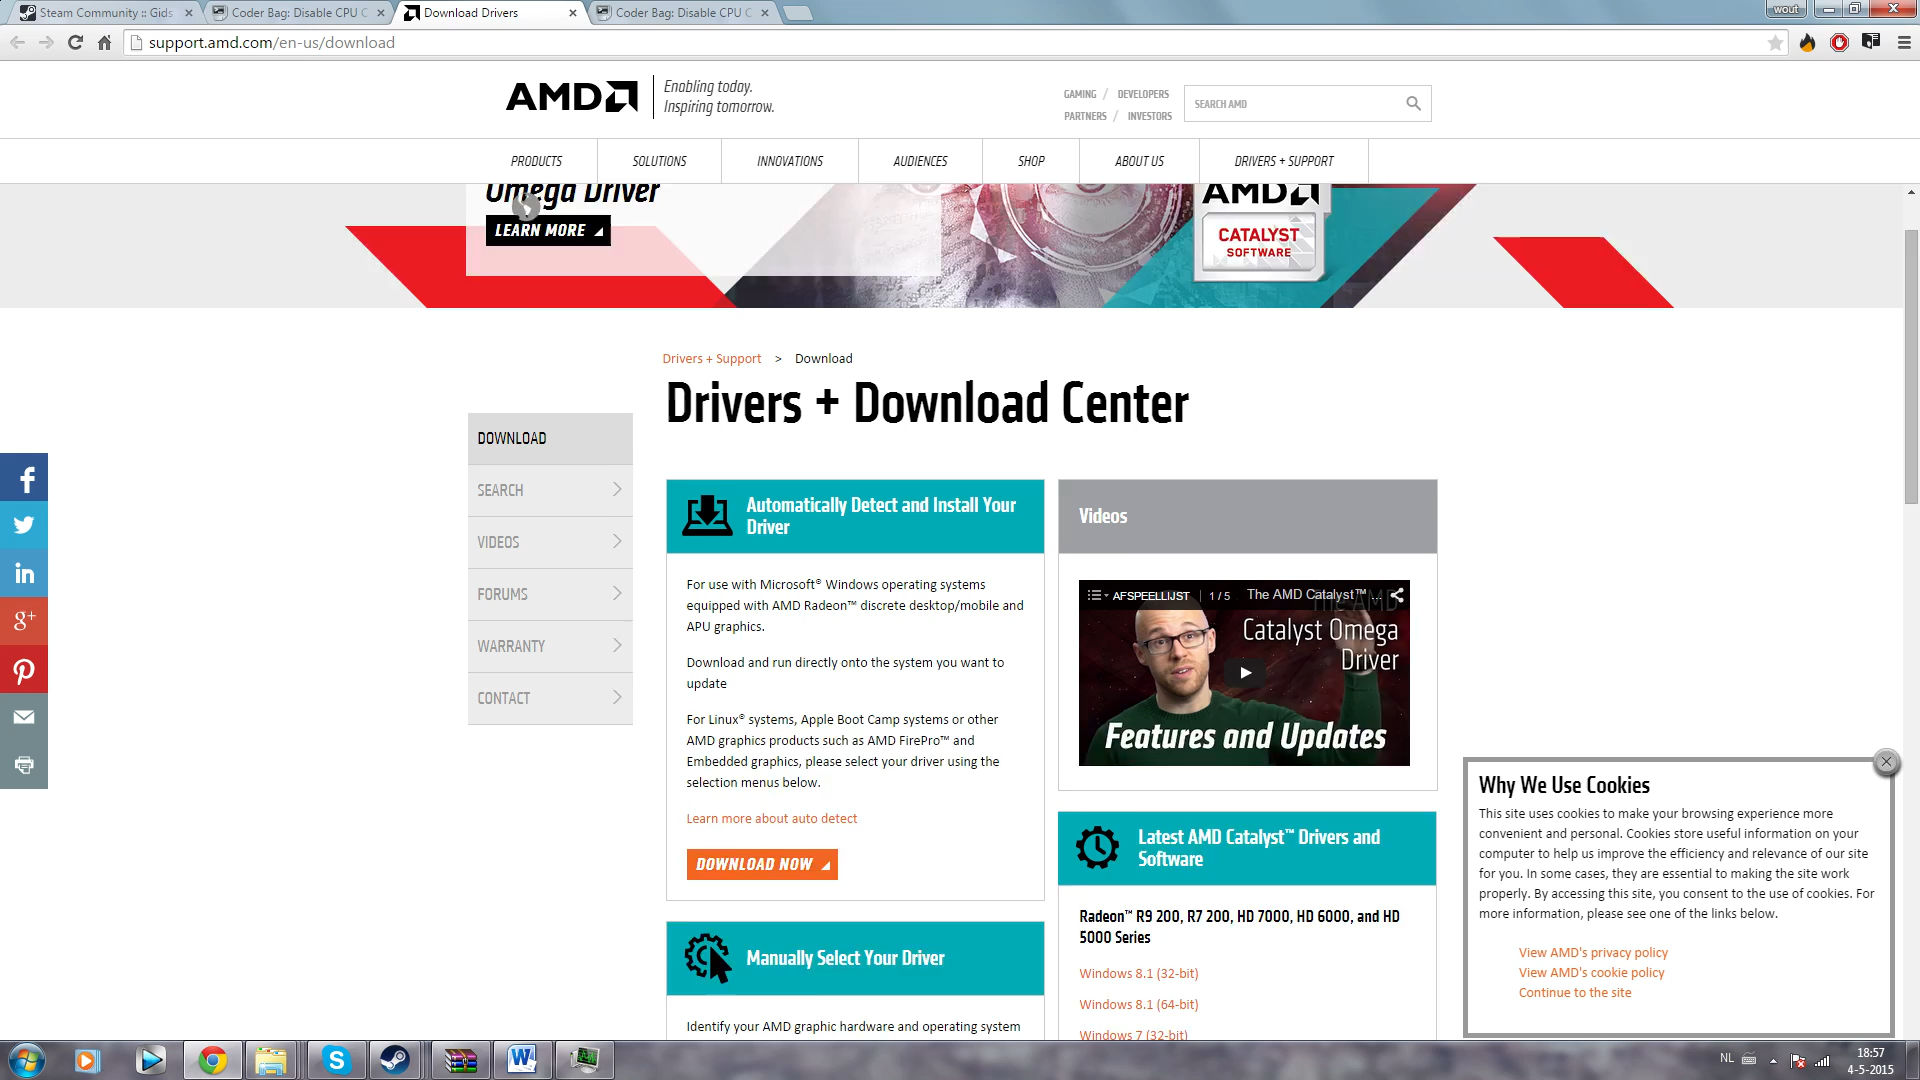 Steam Community :: Gids
Coder Bag: Disable CPU C
Download Drivers
Coder Bag: Disable CPU C
wout
support.amd.com/en-us/download
AMD
Enabling today.
Inspiring tomorrow.
GAMING / DEVELOPERS
PARTNERS / INVESTORS
SEARCH AMD
PRODUCTS
SOLUTIONS
INNOVATIONS
AUDIENCES
SHOP
ABOUT US
DRIVERS + SUPPORT
Omega Driver
LEARN MORE
AMD
CATALYST
SOFTWARE
Drivers + Support > Download
Drivers + Download Center
DOWNLOAD
SEARCH
VIDEOS
FORUMS
WARRANTY
CONTACT
Automatically Detect and Install Your
Driver
For use with Microsoft® Windows operating systems
equipped with AMD Radeon™ discrete desktop/mobile and
APU graphics.
Download and run directly onto the system you want to
update
For Linux® systems, Apple Boot Camp systems or other
AMD graphics products such as AMD FirePro™ and
Embedded graphics, please select your driver using the
selection menus below.
Learn more about auto detect
DOWNLOAD NOW
Manually Select Your Driver
Identify your AMD graphic hardware and operating system
Videos
AFSPEELLIJST 1 / 5 The AMD Catalyst™ ...
The AMD
Catalyst Omega
Driver
Features and Updates
Latest AMD Catalyst™ Drivers and
Software
Radeon™ R9 200, R7 200, HD 7000, HD 6000, and HD
5000 Series
Windows 8.1 (32-bit)
Windows 8.1 (64-bit)
Windows 7 (32-bit)
Why We Use Cookies
This site uses cookies to make your browsing experience more
convenient and personal. Cookies store useful information on your
computer to help us improve the efficiency and relevance of our site
for you. In some cases, they are essential to making the site work
properly. By accessing this site, you consent to the use of cookies. For
more information, please see one of the links below.
View AMD's privacy policy
View AMD's cookie policy
Continue to the site
NL
18:57
4-5-2015